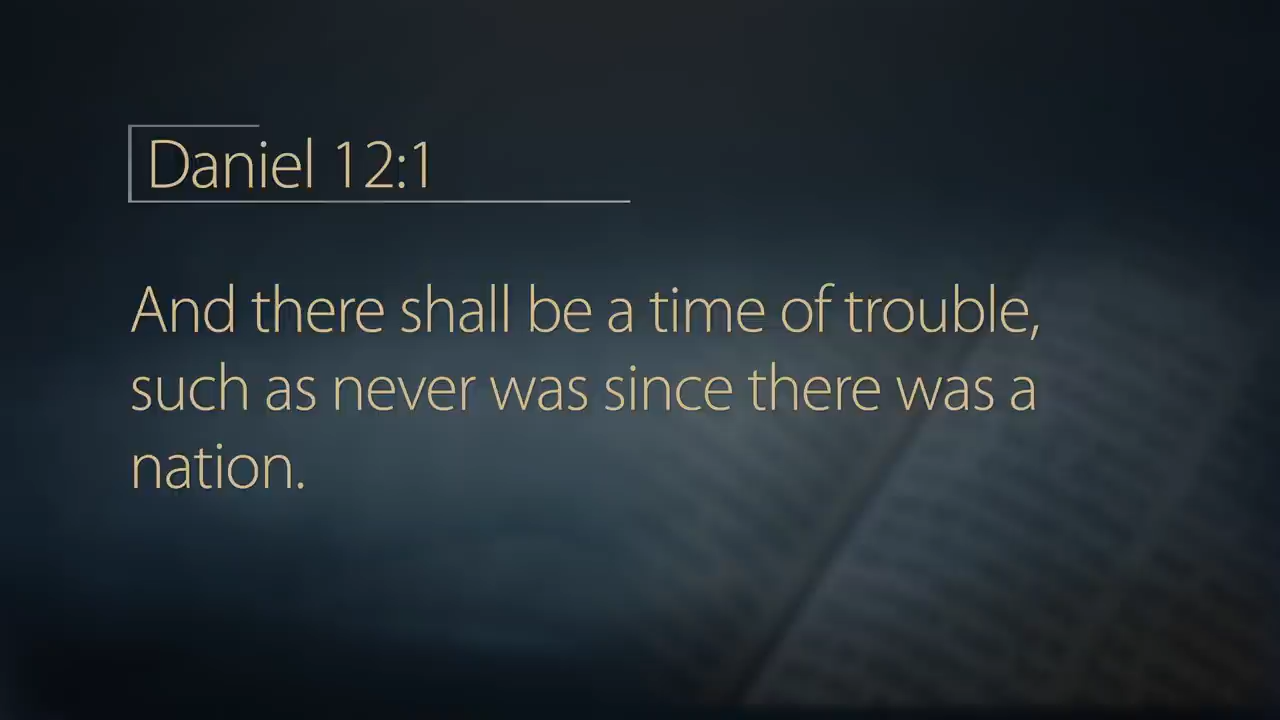 Daniel 12:1
And there shall be a time of trouble,
such as never was since there was a
nation.